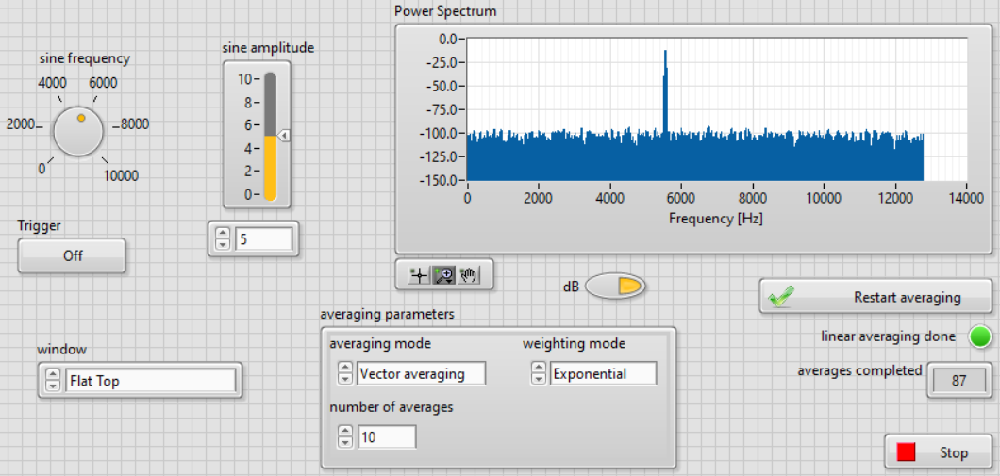 Power Spectrum
0.0
-25.0
-50.0
-75.0
-100.0
-125.0
-150.0
0 2000 4000 6000 8000 10000 12000 14000
Frequency [Hz]
sine frequency
4000 6000
2000 8000
0 10000
sine amplitude
10
8
6
4
2
0
5
Trigger
Off
dB
Restart averaging
linear averaging done
averages completed
87
window
Flat Top
averaging parameters
averaging mode weighting mode
Vector averaging Exponential
number of averages
10
Stop